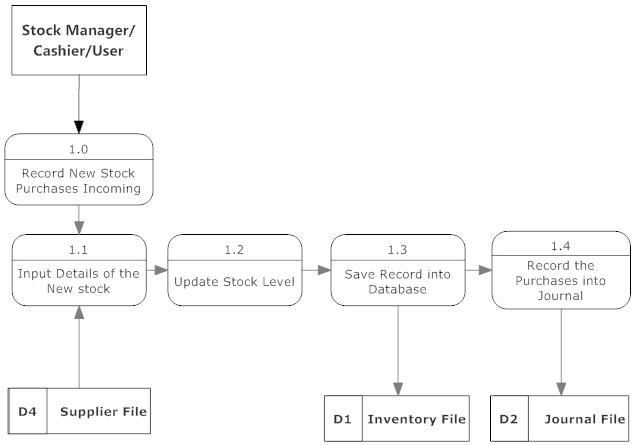 Stock Manager/
Cashier/User
1.0
Record New Stock
Purchases Incoming
1.1
Input Details of the
New stock
1.2
Update Stock Level
1.3
Save Record into
Database
1.4
Record the
Purchases into
Journal
D4 Supplier File
D1 Inventory File
D2 Journal File